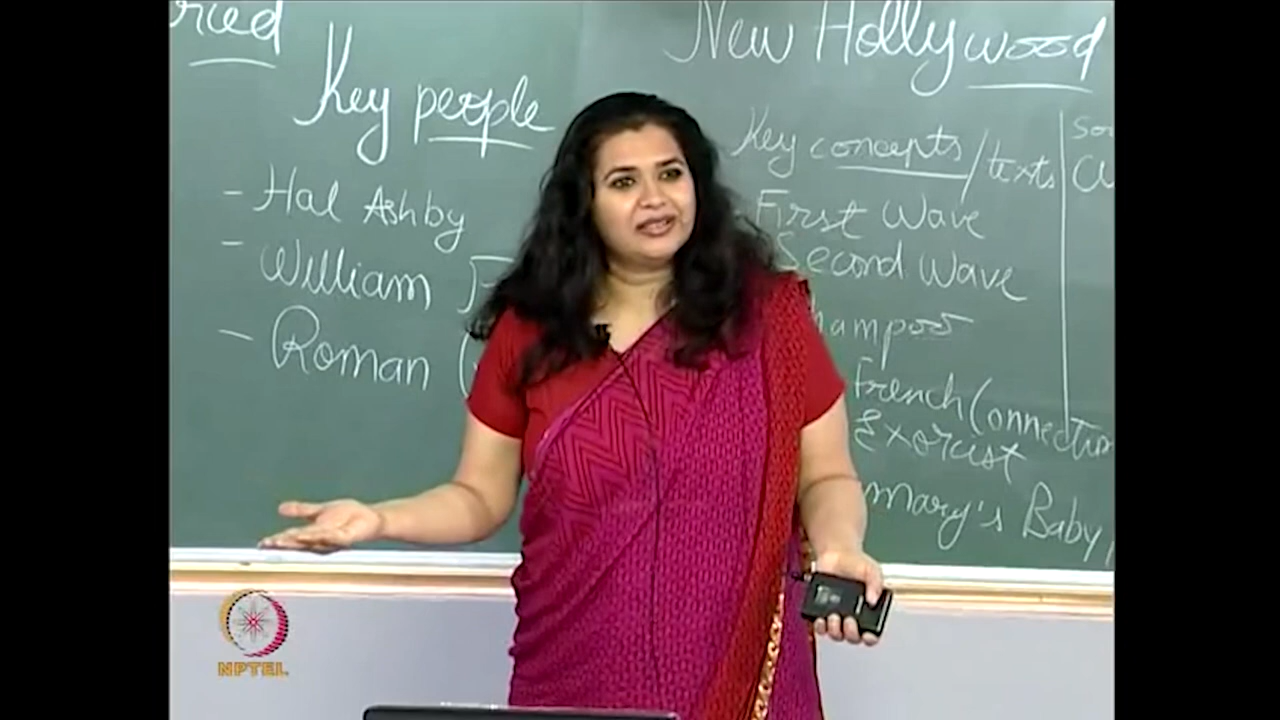 Key people
- Hal Ashby
- William
- Roman
New Hollywood
Key concepts/texts
First Wave
Second Wave
French Connection
Exorcist
Baby
NPTEL